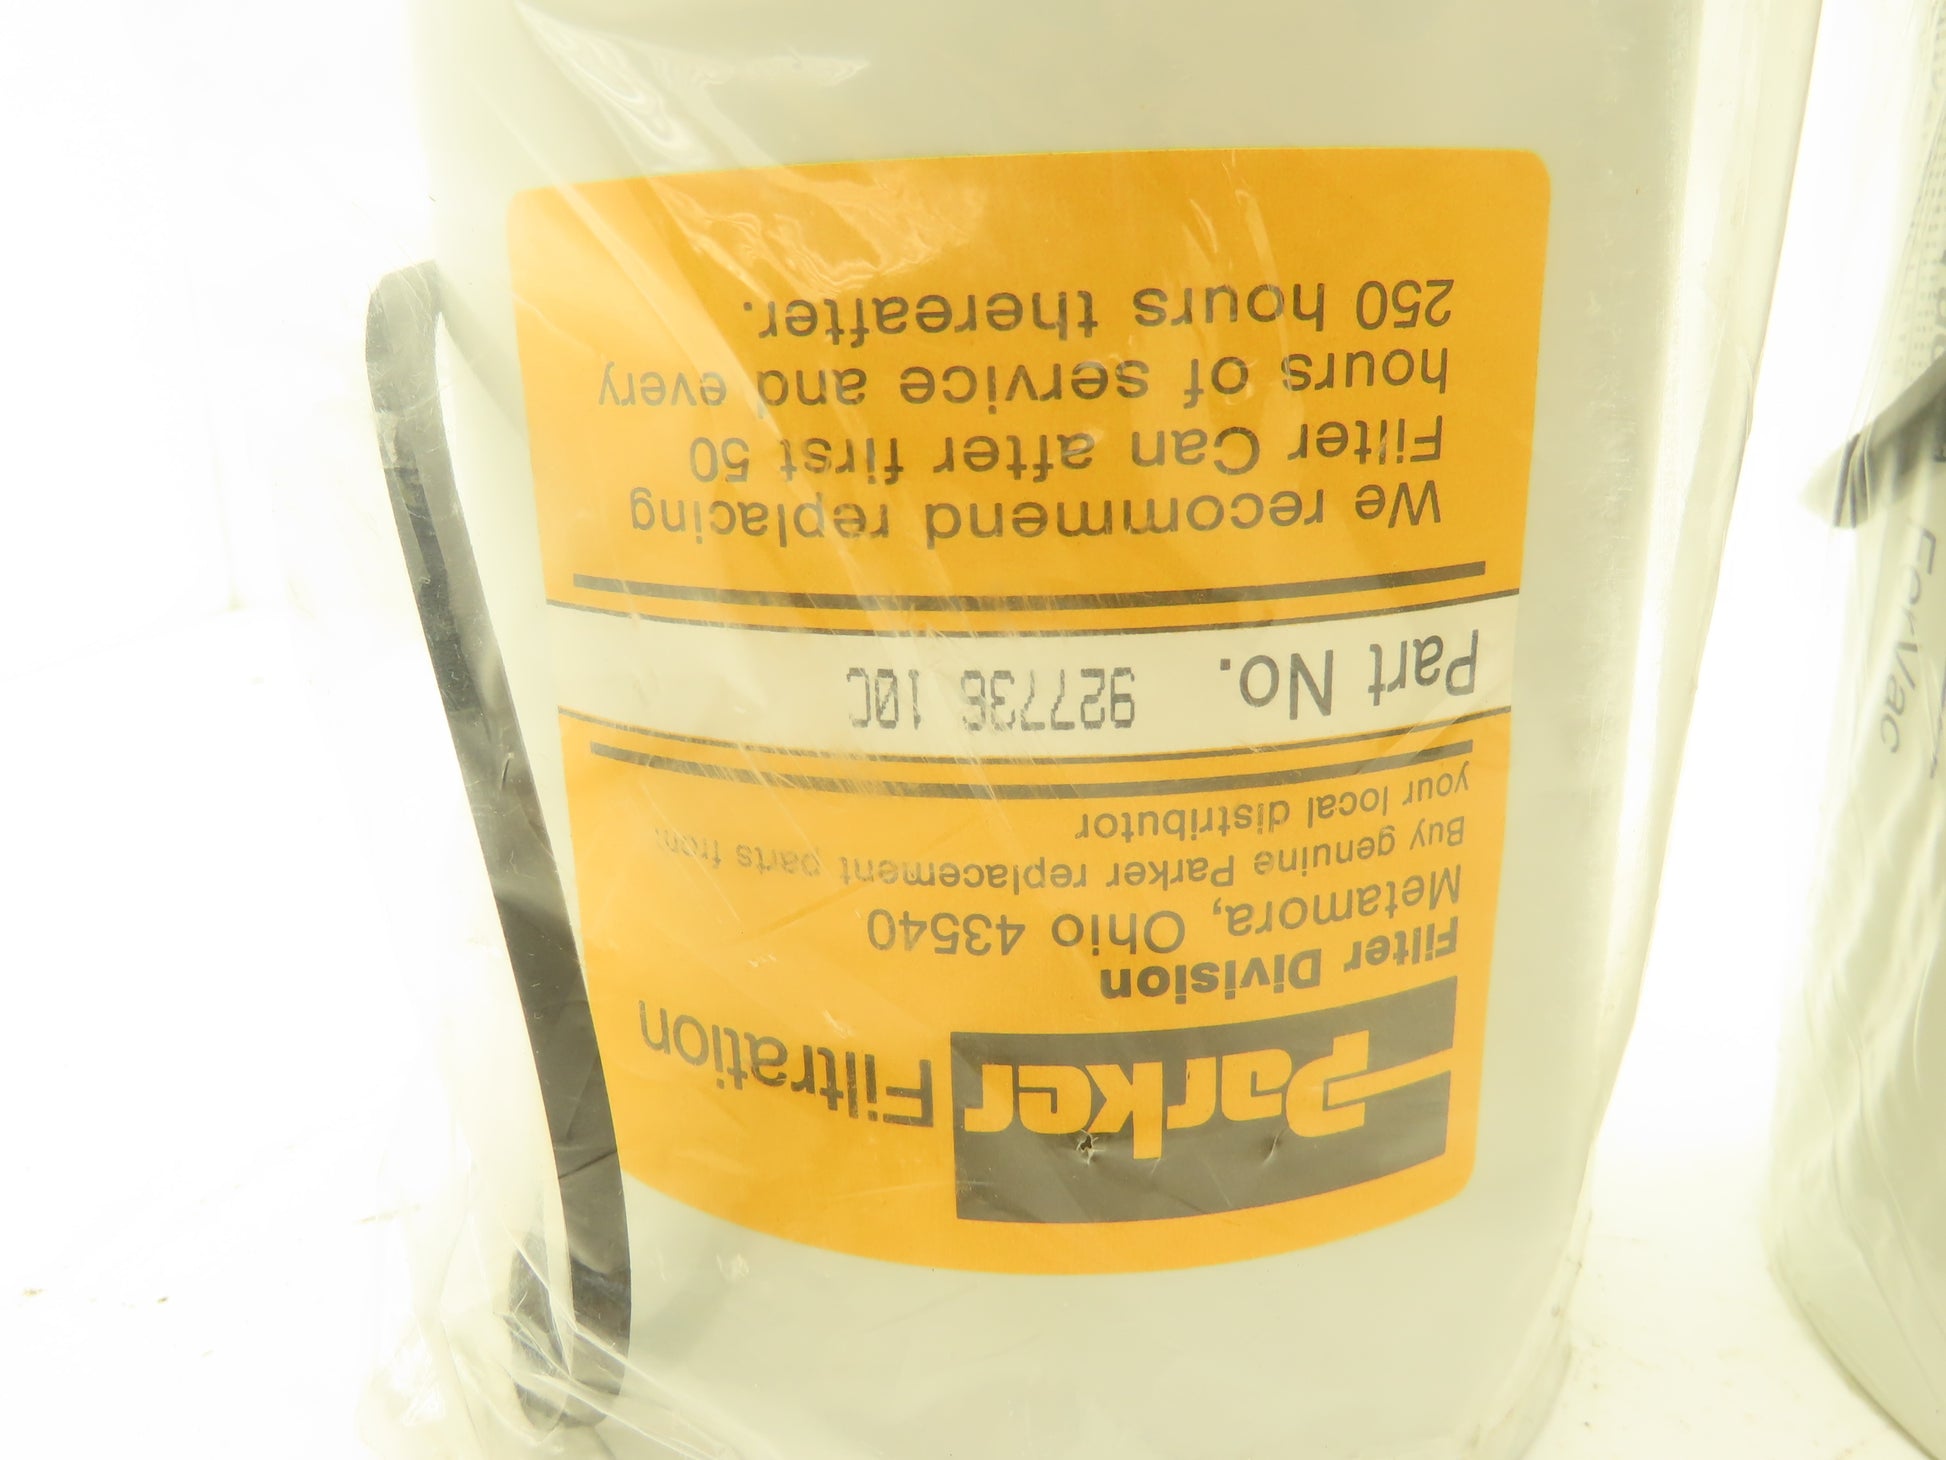 Parker Filtration
Filter Division
Metamora, Ohio 43540
Buy genuine Parker replacement parts from
your local distributor
Part No. 927736 10C
We recommend replacing
Filter Can after first 50
hours of service and every
250 hours thereafter.
ForVac